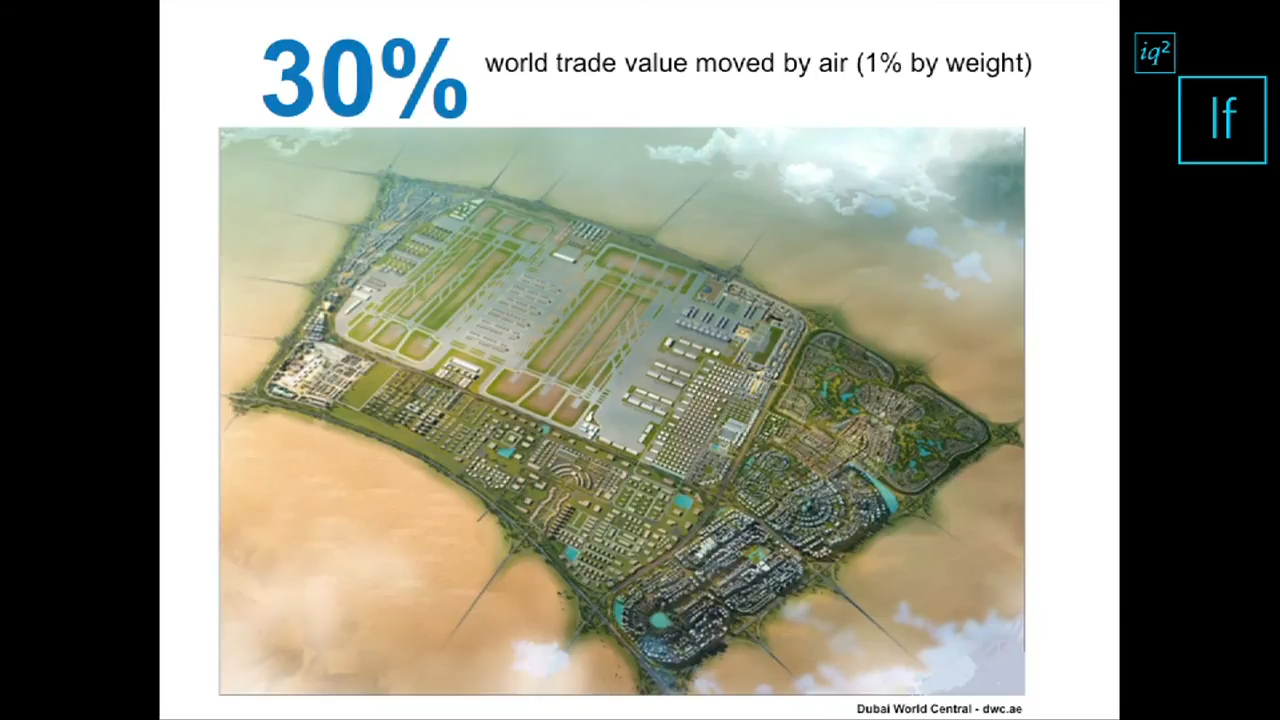 30% world trade value moved by air (1% by weight)
iq²
If
Dubai World Central - dwc.ae